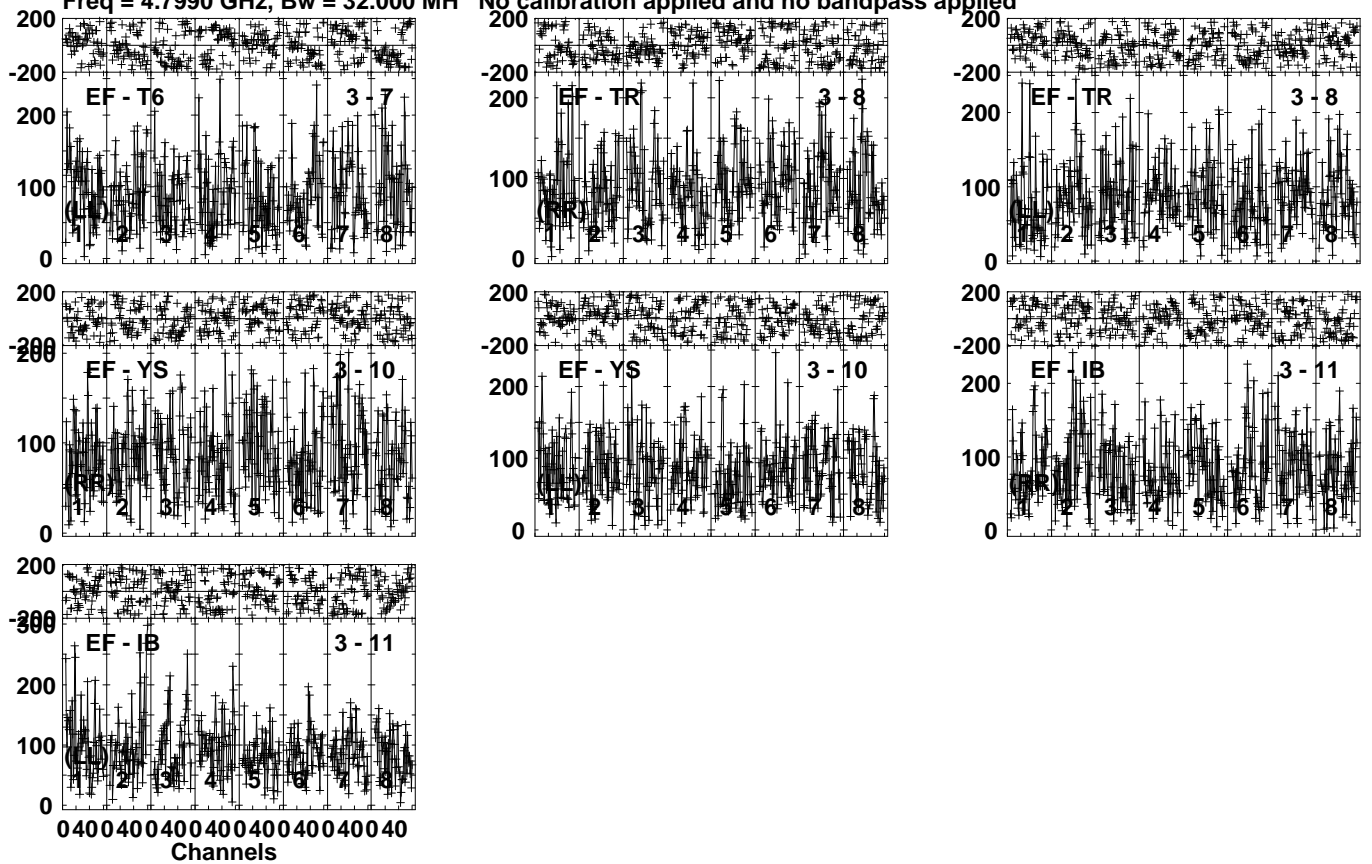 Freq = 4.7990 GHz, Bw = 32.000 MH No calibration applied and no bandpass applied
200 200 200
-200 -200 -200
EF - T6 3 - 7 EF - TR 3 - 8 EF - TR 3 - 8
200 200 200
100 100 100
(LL) (RR) (LL)
1 2 3 4 5 6 7 8 1 2 3 4 5 6 7 8 1 2 3 4 5 6 7 8
0 0 0
200 200 200
-200 -200 -200
200
EF - YS 3 - 10 EF - YS 3 - 10 EF - IB 3 - 11
200 200
100 100 100
(RR) (LL) (RR)
1 2 3 4 5 6 7 8 1 2 3 4 5 6 7 8 1 2 3 4 5 6 7 8
0 0 0
200
-200
300
EF - IB 3 - 11
200
100
(LL)
1 2 3 4 5 6 7 8
0
0 40 0 40 0 40 0 40 0 40 0 40 0 40 0 40
Channels